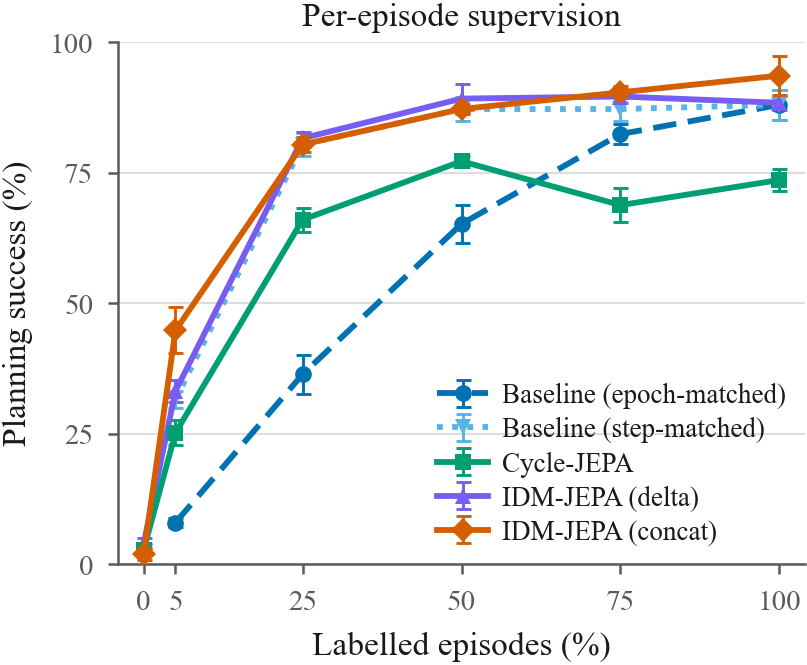 Per-episode supervision
Planning success (%)
100
75
50
25
0
Baseline (epoch-matched)
Baseline (step-matched)
Cycle-JEPA
IDM-JEPA (delta)
IDM-JEPA (concat)
0 5 25 50 75 100
Labelled episodes (%)